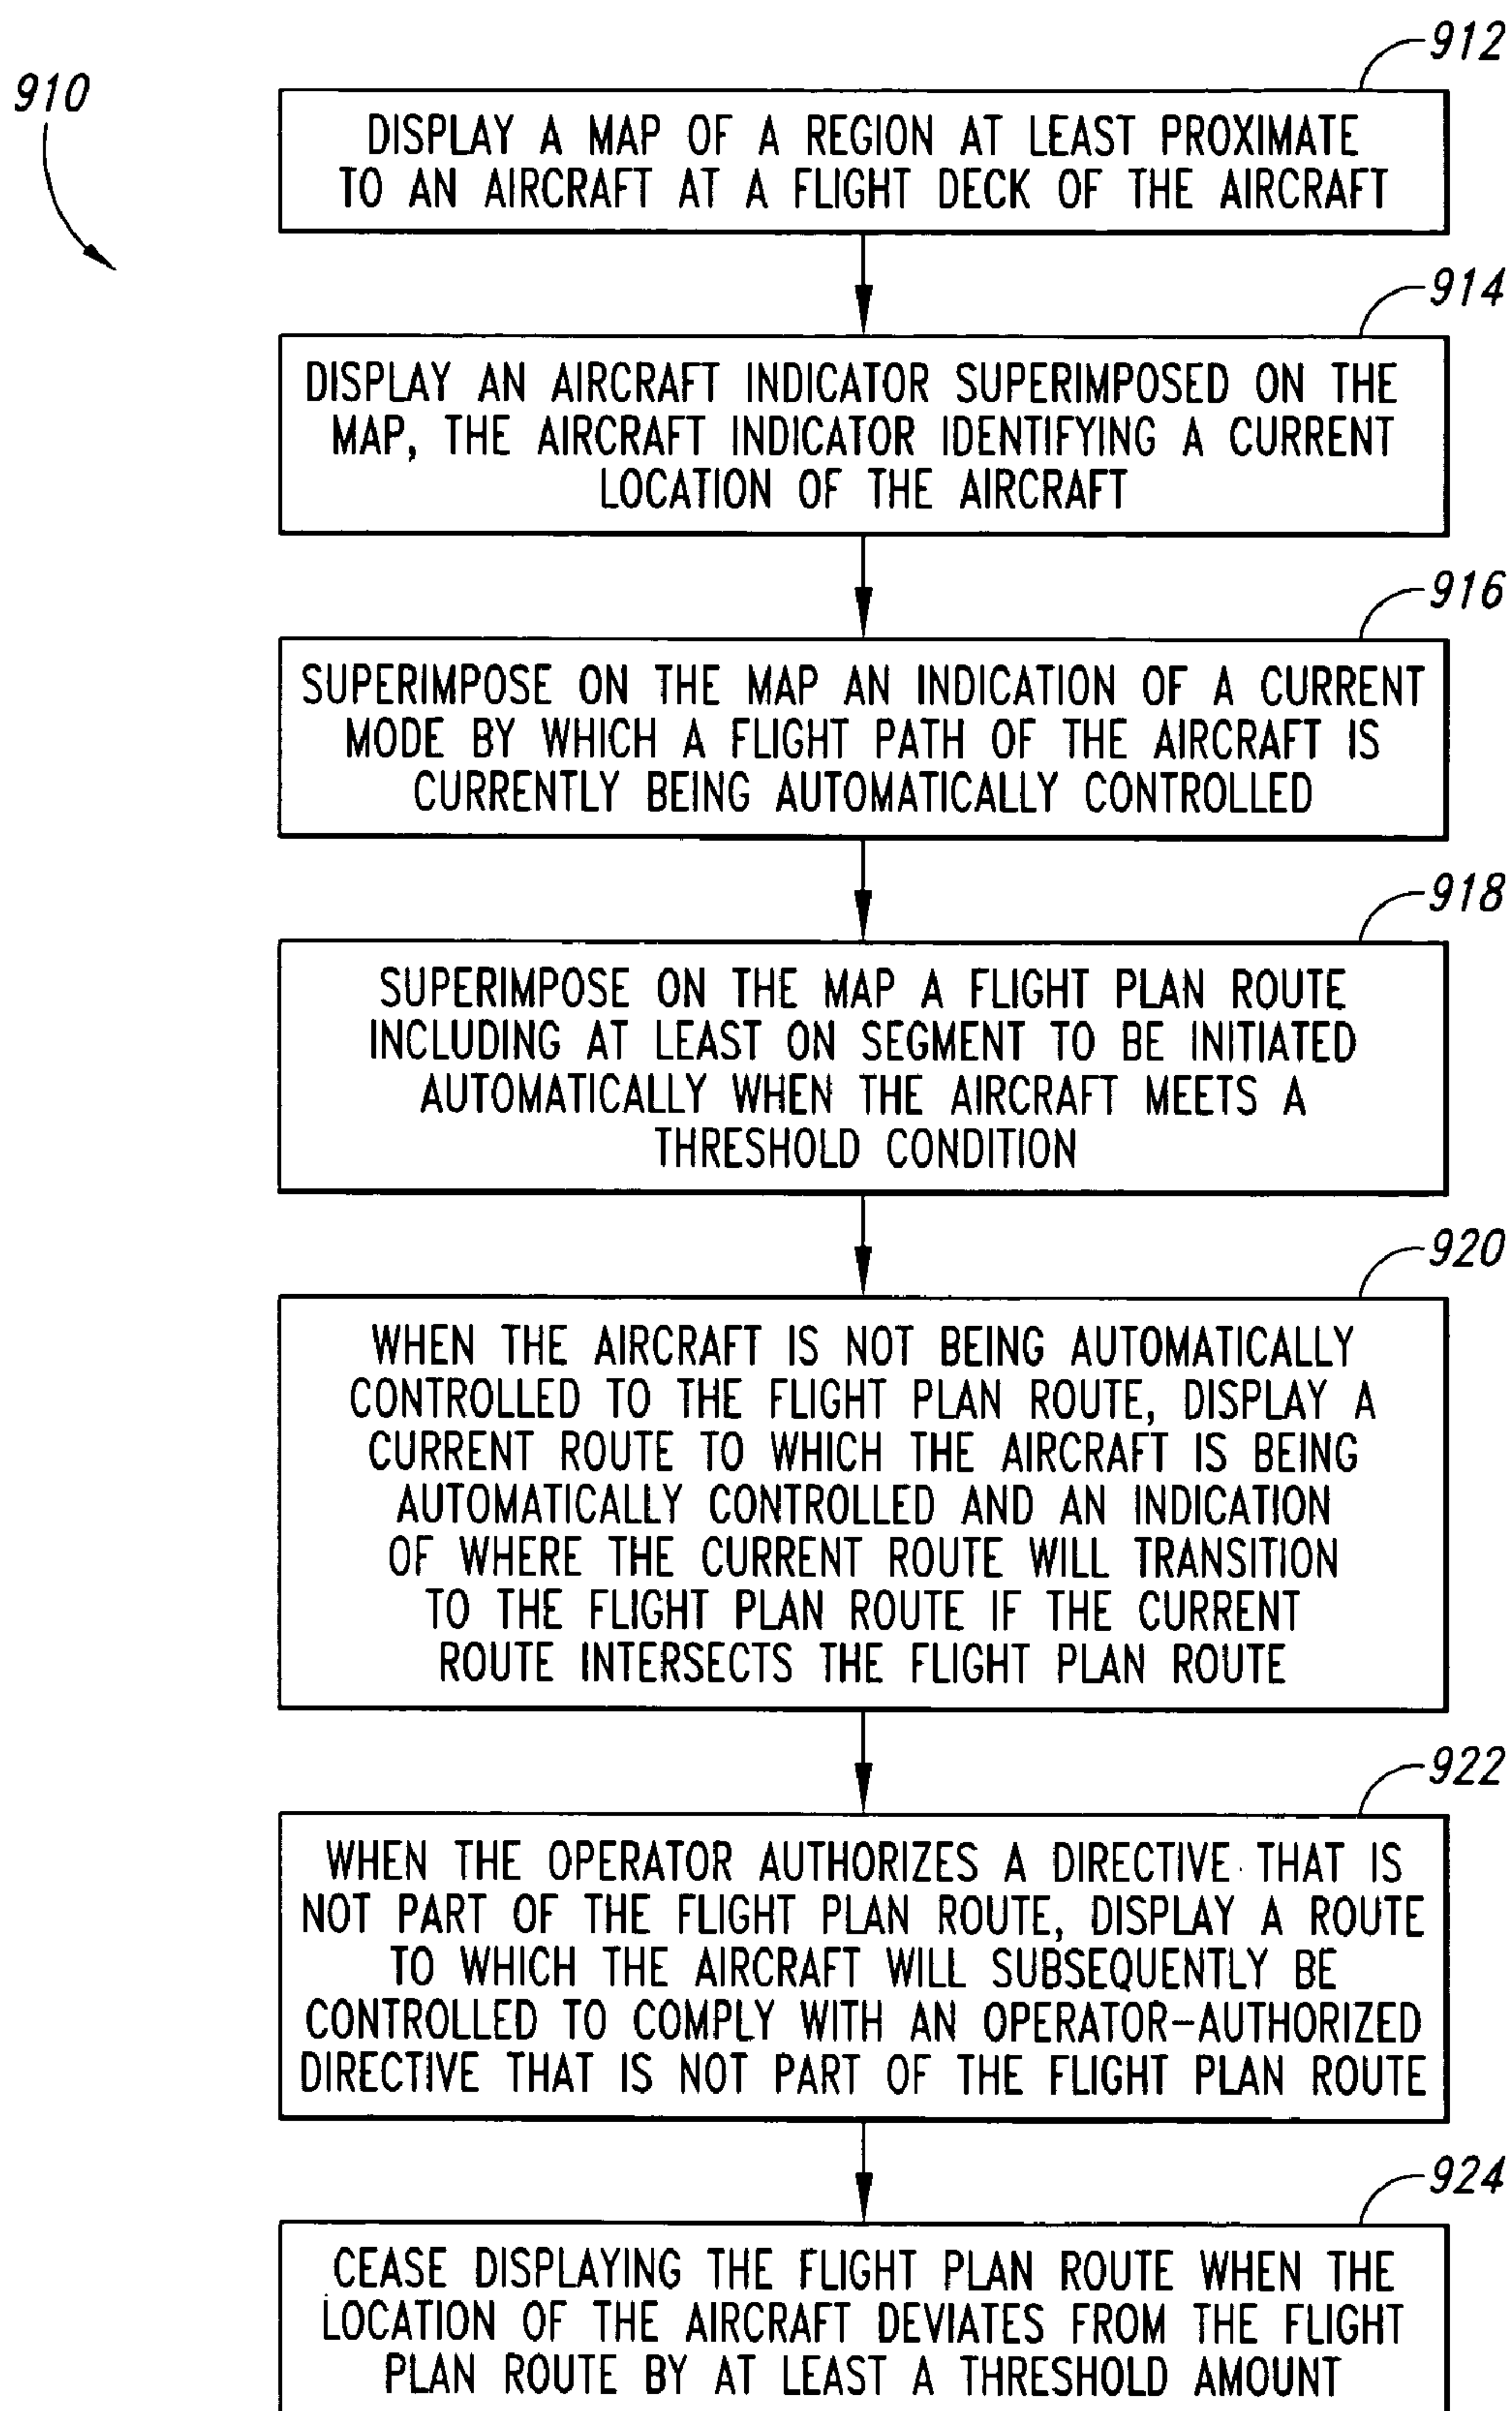 912
910
DISPLAY A MAP OF A REGION AT LEAST PROXIMATE
TO AN AIRCRAFT AT A FLIGHT DECK OF THE AIRCRAFT
914
DISPLAY AN AIRCRAFT INDICATOR SUPERIMPOSED ON THE
MAP, THE AIRCRAFT INDICATOR IDENTIFYING A CURRENT
LOCATION OF THE AIRCRAFT
916
SUPERIMPOSE ON THE MAP AN INDICATION OF A CURRENT
MODE BY WHICH A FLIGHT PATH OF THE AIRCRAFT IS
CURRENTLY BEING AUTOMATICALLY CONTROLLED
918
SUPERIMPOSE ON THE MAP A FLIGHT PLAN ROUTE
INCLUDING AT LEAST ON SEGMENT TO BE INITIATED
AUTOMATICALLY WHEN THE AIRCRAFT MEETS A
THRESHOLD CONDITION
920
WHEN THE AIRCRAFT IS NOT BEING AUTOMATICALLY
CONTROLLED TO THE FLIGHT PLAN ROUTE, DISPLAY A
CURRENT ROUTE TO WHICH THE AIRCRAFT IS BEING
AUTOMATICALLY CONTROLLED AND AN INDICATION
OF WHERE THE CURRENT ROUTE WILL TRANSITION
TO THE FLIGHT PLAN ROUTE IF THE CURRENT
ROUTE INTERSECTS THE FLIGHT PLAN ROUTE
922
WHEN THE OPERATOR AUTHORIZES A DIRECTIVE THAT IS
NOT PART OF THE FLIGHT PLAN ROUTE, DISPLAY A ROUTE
TO WHICH THE AIRCRAFT WILL SUBSEQUENTLY BE
CONTROLLED TO COMPLY WITH AN OPERATOR-AUTHORIZED
DIRECTIVE THAT IS NOT PART OF THE FLIGHT PLAN ROUTE
924
CEASE DISPLAYING THE FLIGHT PLAN ROUTE WHEN THE
LOCATION OF THE AIRCRAFT DEVIATES FROM THE FLIGHT
PLAN ROUTE BY AT LEAST A THRESHOLD AMOUNT